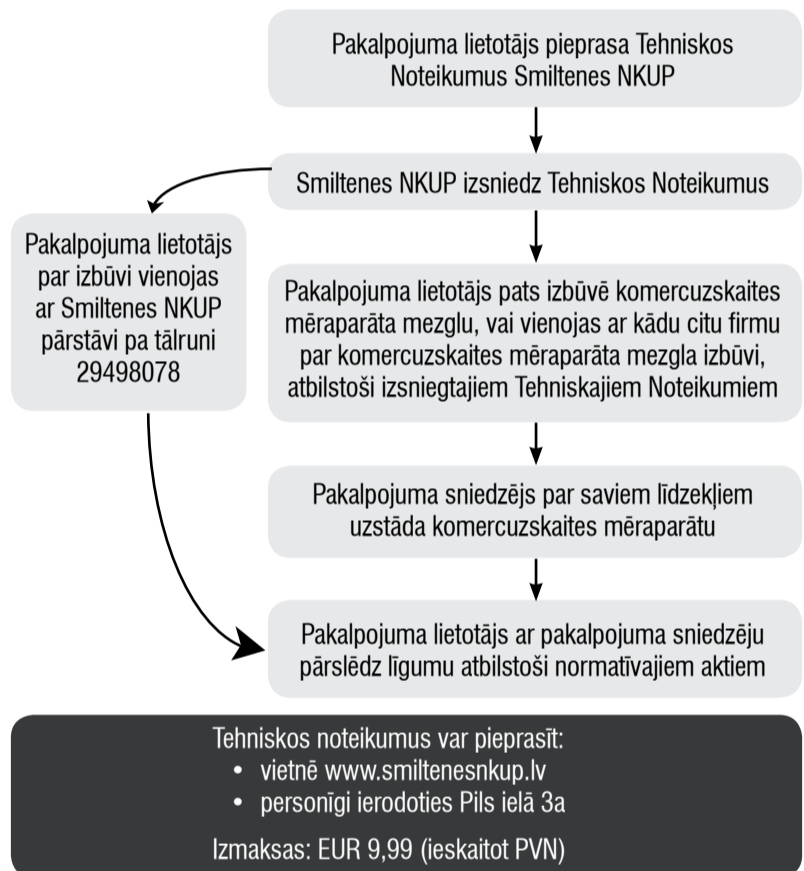 Pakalpojuma lietotājs pieprasa Tehniskos
Noteikumus Smiltenes NKUP
Smiltenes NKUP izsniedz Tehniskos Noteikumus
Pakalpojuma lietotājs
par izbūvi vienojas
ar Smiltenes NKUP
pārstāvi pa tālruni
29498078
Pakalpojuma lietotājs pats izbūvē komercuzskaites
mēraparāta mezglu, vai vienojas ar kādu citu firmu
par komercuzskaites mēraparāta mezgla izbūvi,
atbilstoši izsniegtajiem Tehniskajiem Noteikumiem
Pakalpojuma sniedzējs par saviem līdzekļiem
uzstāda komercuzskaites mēraparātu
Pakalpojuma lietotājs ar pakalpojuma sniedzēju
pārslēdz līgumu atbilstoši normatīvajiem aktiem
Tehniskos noteikumus var pieprasīt:
• vietnē www.smiltenesnkup.lv
• personīgi ierodoties Pils ielā 3a
Izmaksas: EUR 9,99 (ieskaitot PVN)